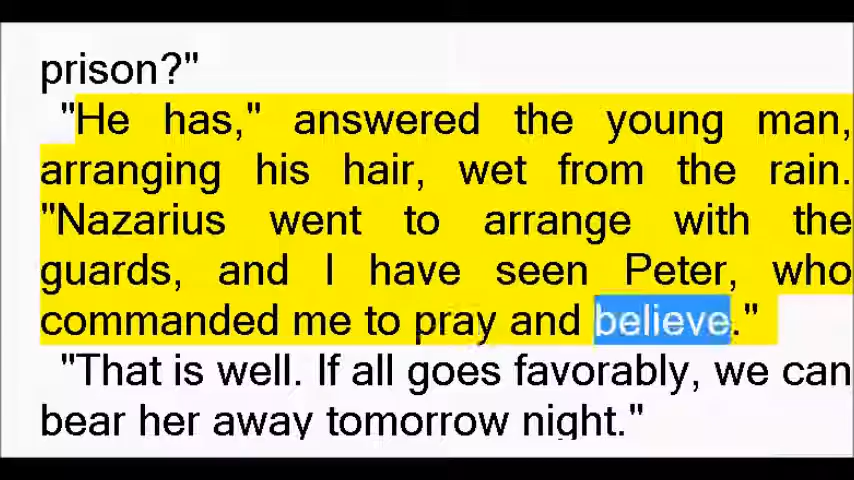 prison?"
"He has," answered the young man,
arranging his hair, wet from the rain.
"Nazarius went to arrange with the
guards, and I have seen Peter, who
commanded me to pray and believe."
"That is well. If all goes favorably, we can
bear her away tomorrow night."